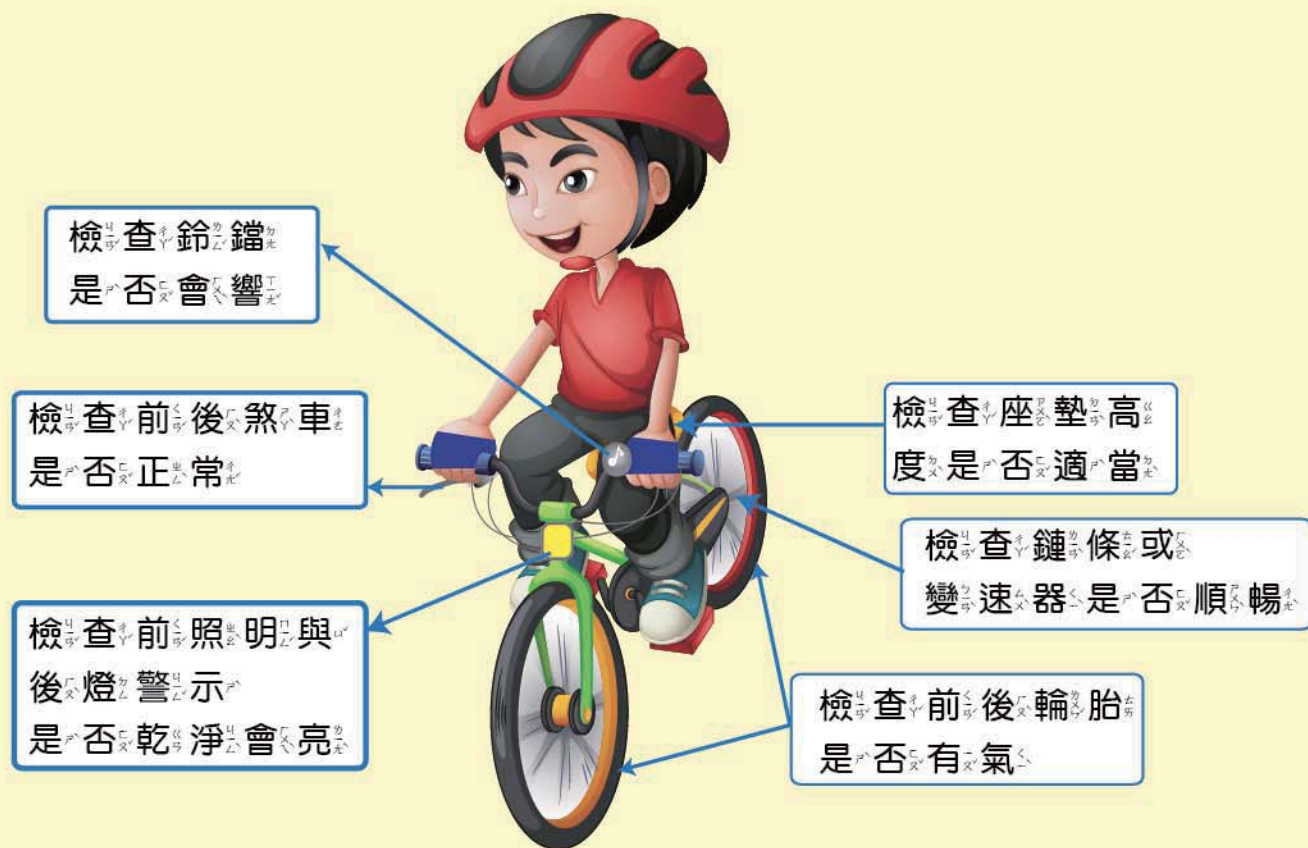 檢查鈴鐺
是否會響
檢查前後煞車
是否正常
檢查前照明與
後燈警示
是否乾淨會亮
檢查座墊高
度是否適當
檢查鏈條或
變速器是否順暢
檢查前後輪胎
是否有氣